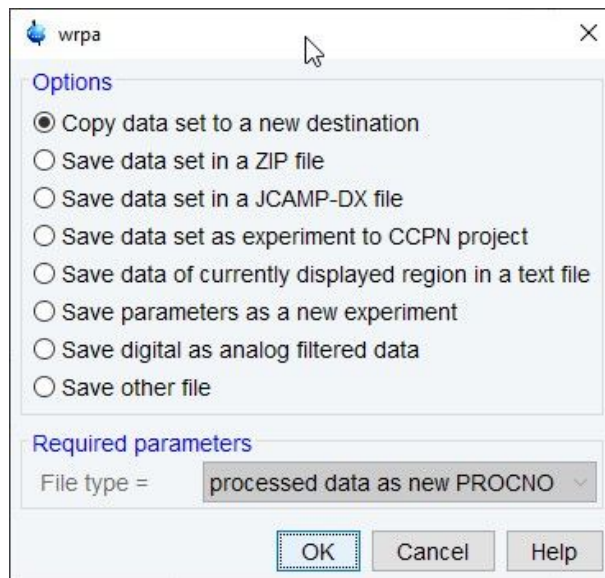 wrpa
Options
Copy data set to a new destination
Save data set in a ZIP file
Save data set in a JCAMP-DX file
Save data set as experiment to CCPN project
Save data of currently displayed region in a text file
Save parameters as a new experiment
Save digital as analog filtered data
Save other file
Required parameters
File type = processed data as new PROCNO
OK Cancel Help